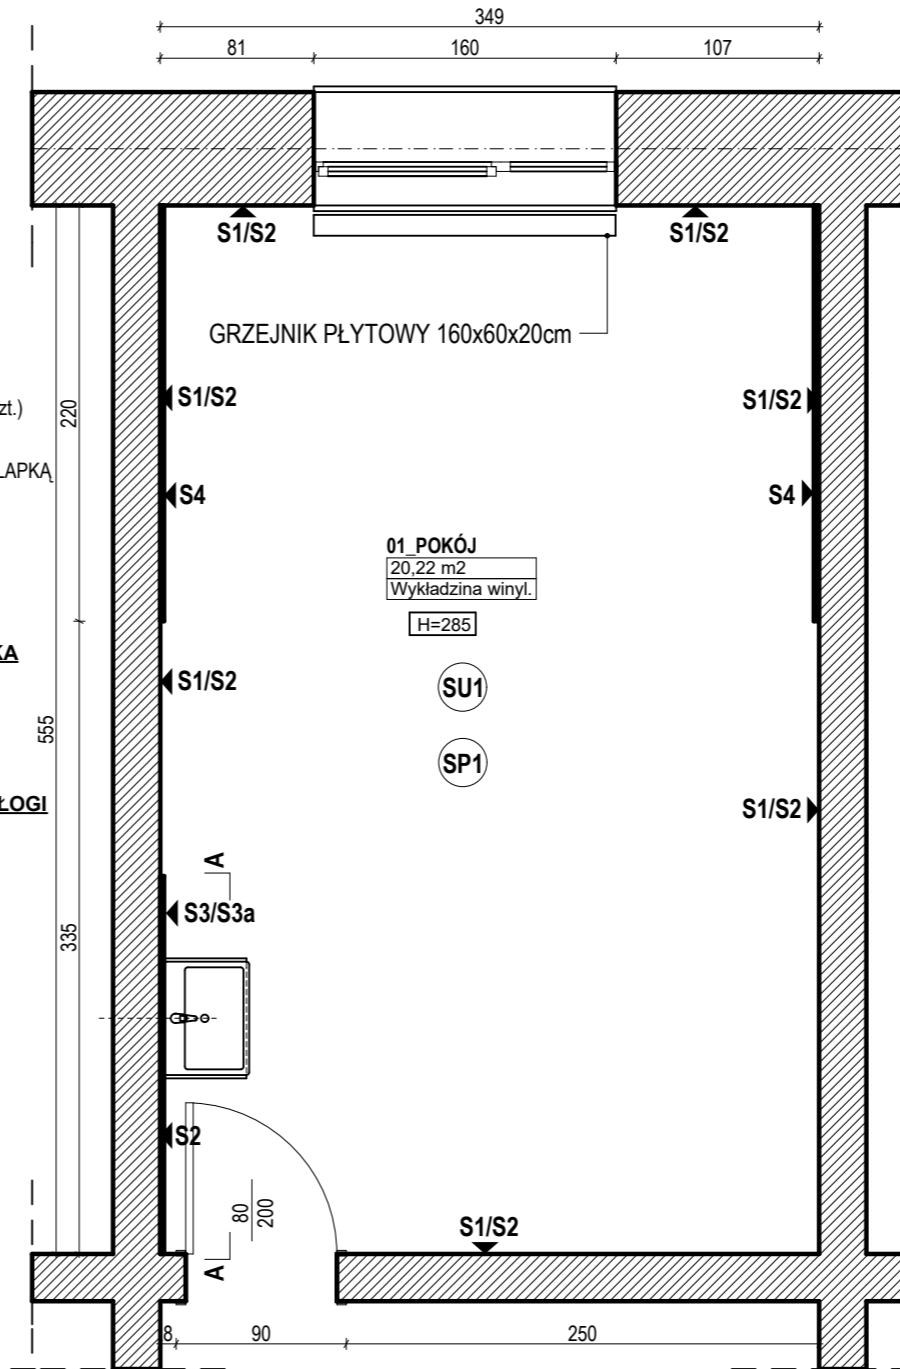 349
81
160
107
S1/S2
S1/S2
GRZEJNIK PŁYTOWY 160x60x20cm
S1/S2
S1/S2
zt.)
220
LAPKĄ
S4
S4
01_POKÓJ
20,22 m2
Wykładzina winyl.
H=285
KA
S1/S2
SU1
555
SP1
ŁOGI
S1/S2
A
S3/S3a
335
S2
80
200
S1/S2
A
8
90
250